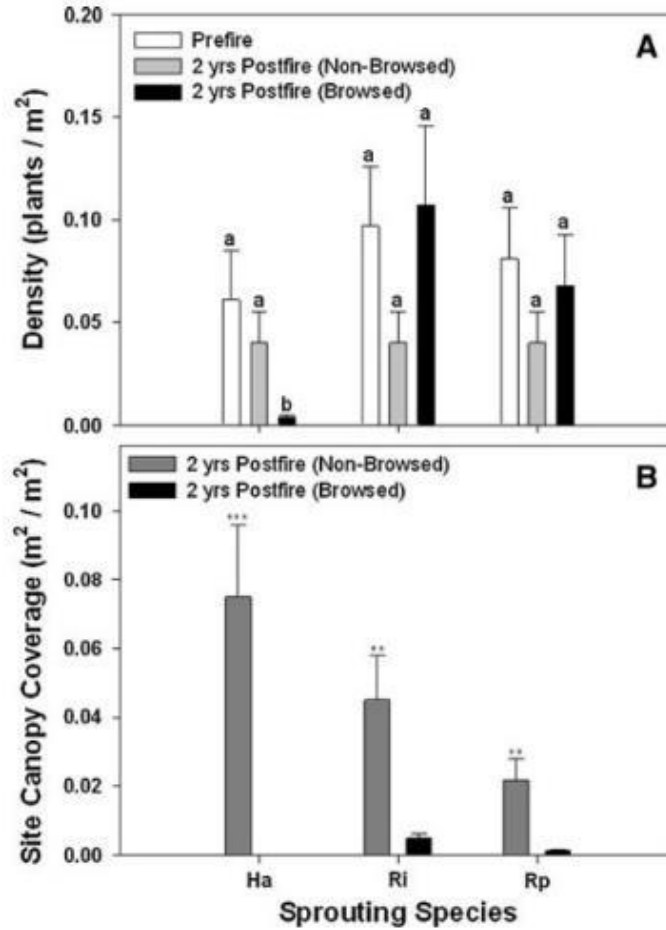 A
Prefire
2 yrs Postfire (Non-Browsed)
2 yrs Postfire (Browsed)
Density (plants / m²)
0.20
0.15
0.10
0.05
0.00
a
a
b
a
a
a
a
a
a
B
2 yrs Postfire (Non-Browsed)
2 yrs Postfire (Browsed)
Site Canopy Coverage (m² / m²)
0.10
0.08
0.06
0.04
0.02
0.00
***
**
**
Ha Ri Rp
Sprouting Species